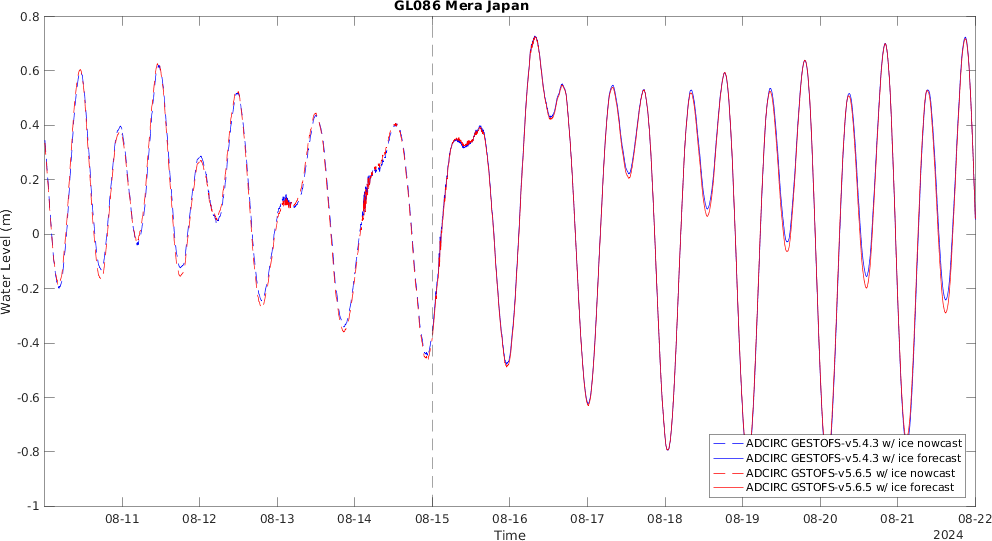 GL086 Mera Japan
0.8
0.6
0.4
0.2
0
-0.2
-0.4
-0.6
-0.8
-1
Water Level (m)
ADCIRC GESTOFS-v5.4.3 w/ ice nowcast
ADCIRC GESTOFS-v5.4.3 w/ ice forecast
ADCIRC GSTOFS-v5.6.5 w/ ice nowcast
ADCIRC GSTOFS-v5.6.5 w/ ice forecast
08-11 08-12 08-13 08-14 08-15 08-16 08-17 08-18 08-19 08-20 08-21 08-22
Time
2024